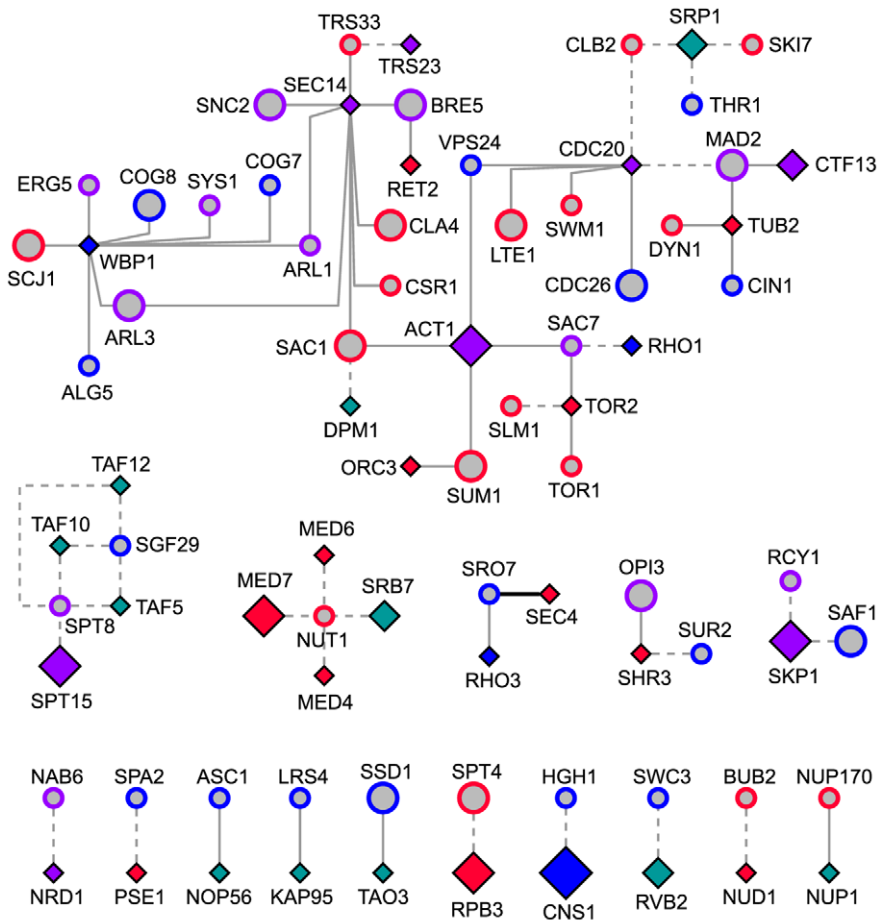 TRS33
CLB2
SRP1
SKI7
TRS23
SEC14
SNC2
BRE5
THR1
VPS24
CDC20
MAD2
CTF13
COG8
COG7
RET2
ERG5
SYS1
CLA4
LTE1
SWM1
DYN1
TUB2
SCJ1
WBP1
ARL1
CSR1
CDC26
CIN1
ARL3
ACT1
SAC7
SAC1
RHO1
ALG5
DPM1
SLM1
TOR2
ORC3
SUM1
TOR1
TAF12
TAF10
SGF29
MED6
SRO7
OPI3
RCY1
MED7
SRB7
SEC4
SAF1
TAF5
SPT8
NUT1
SUR2
RHO3
SHR3
SKP1
SPT15
MED4
NAB6
SPA2
ASC1
LRS4
SSD1
SPT4
HGH1
SWC3
BUB2
NUP170
NRD1
PSE1
NOP56
KAP95
TAO3
RPB3
CNS1
RVB2
NUD1
NUP1